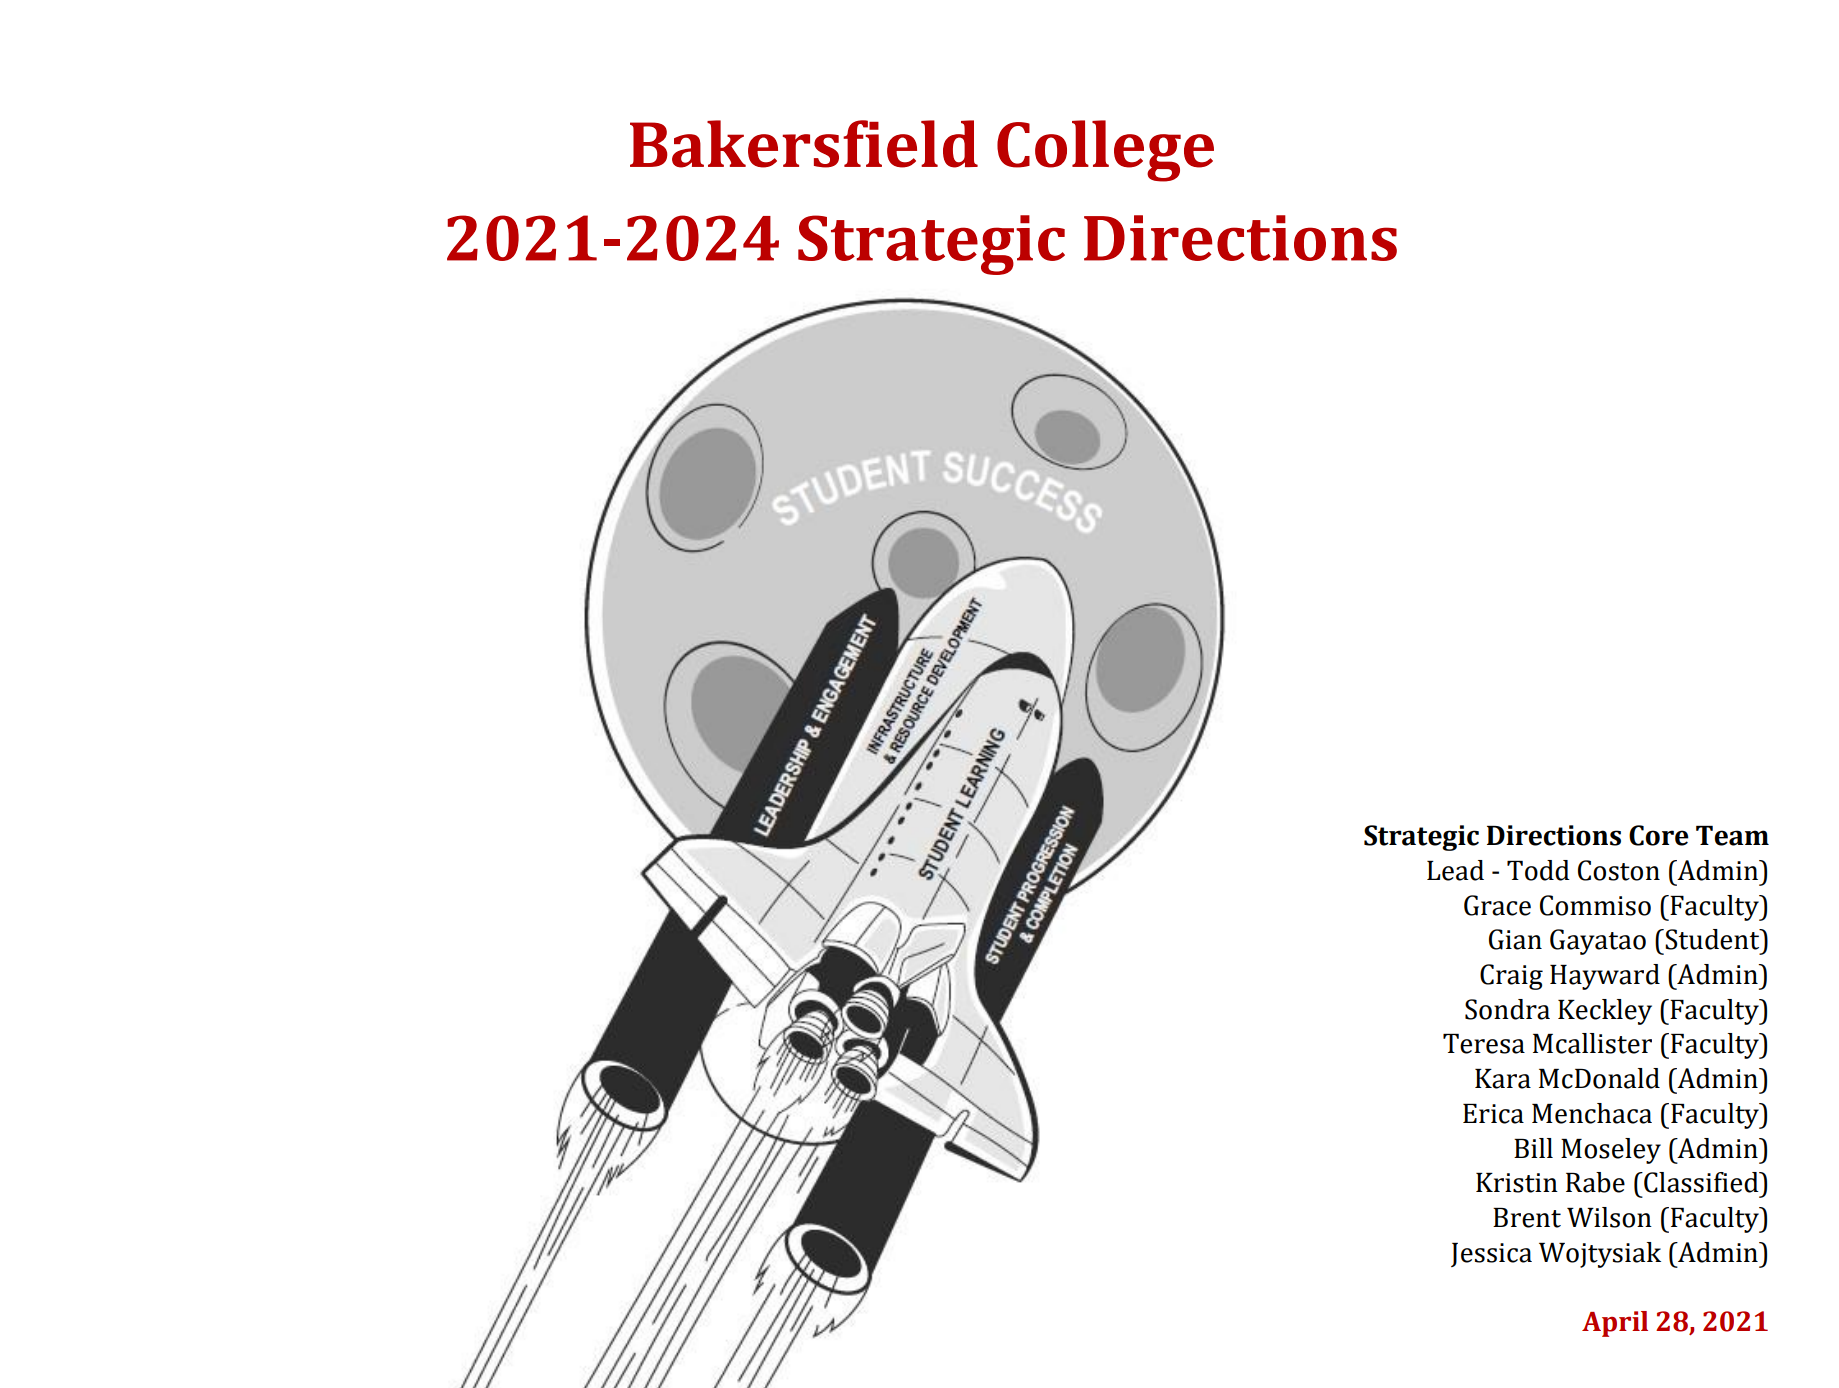 Bakersfield College
2021-2024 Strategic Directions
STUDENT SUCCESS
LEADERSHIP & ENGAGEMENT
INFRASTRUCTURE
& RESOURCE DEVELOPMENT
STUDENT LEARNING
STUDENT PROGRESSION
& COMPLETION
Strategic Directions Core Team
Lead - Todd Coston (Admin)
Grace Commiso (Faculty)
Gian Gayatao (Student)
Craig Hayward (Admin)
Sondra Keckley (Faculty)
Teresa Mcallister (Faculty)
Kara McDonald (Admin)
Erica Menchaca (Faculty)
Bill Moseley (Admin)
Kristin Rabe (Classified)
Brent Wilson (Faculty)
Jessica Wojtysiak (Admin)
April 28, 2021